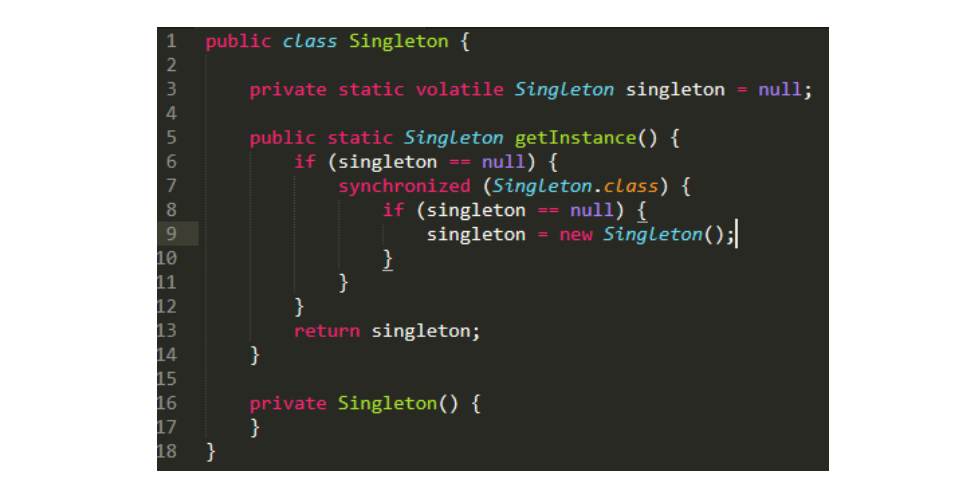 1 public class Singleton {
2
3     private static volatile Singleton singleton = null;
4
5     public static Singleton getInstance() {
6         if (singleton == null) {
7             synchronized (Singleton.class) {
8                 if (singleton == null) {
9                     singleton = new Singleton();
10                 }
11             }
12         }
13         return singleton;
14     }
15
16     private Singleton() {
17     }
18 }